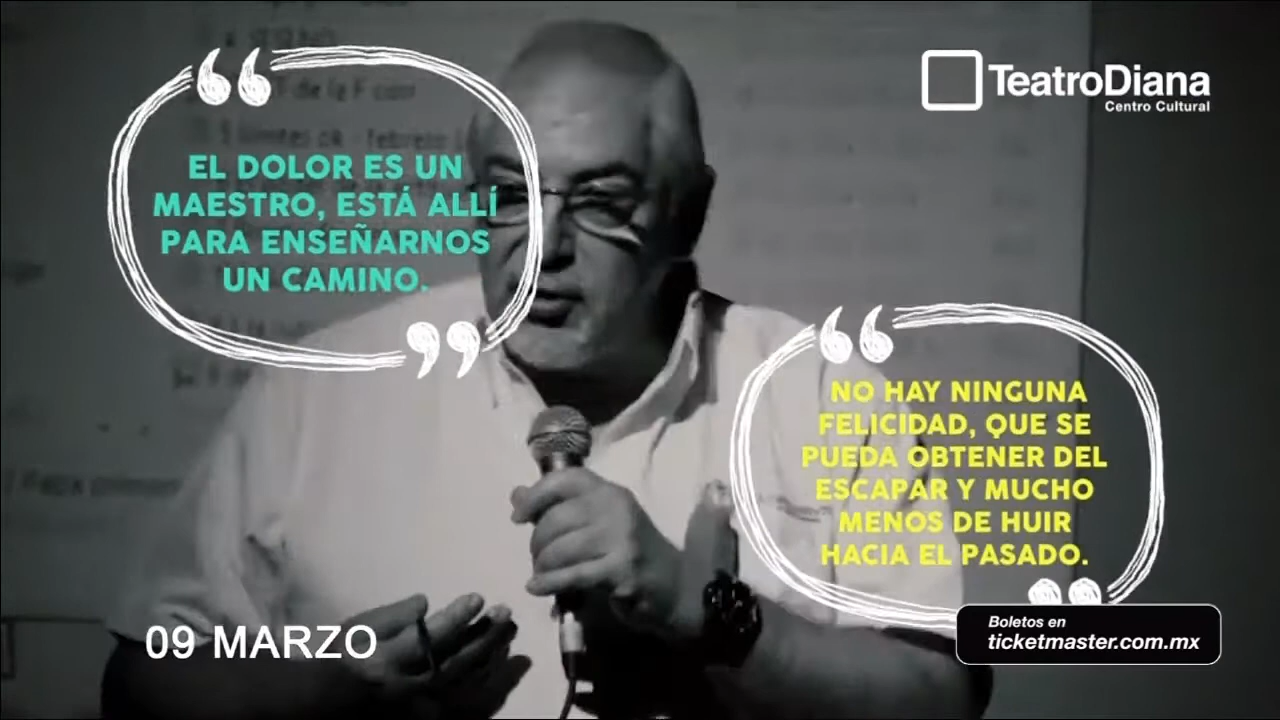 TeatroDiana
Centro Cultural
EL DOLOR ES UN
MAESTRO, ESTÁ ALLÍ
PARA ENSEÑARNOS
UN CAMINO.
NO HAY NINGUNA
FELICIDAD, QUE SE
PUEDA OBTENER DEL
ESCAPAR Y MUCHO
MENOS DE HUIR
HACIA EL PASADO.
09 MARZO
Boletos en
ticketmaster.com.mx